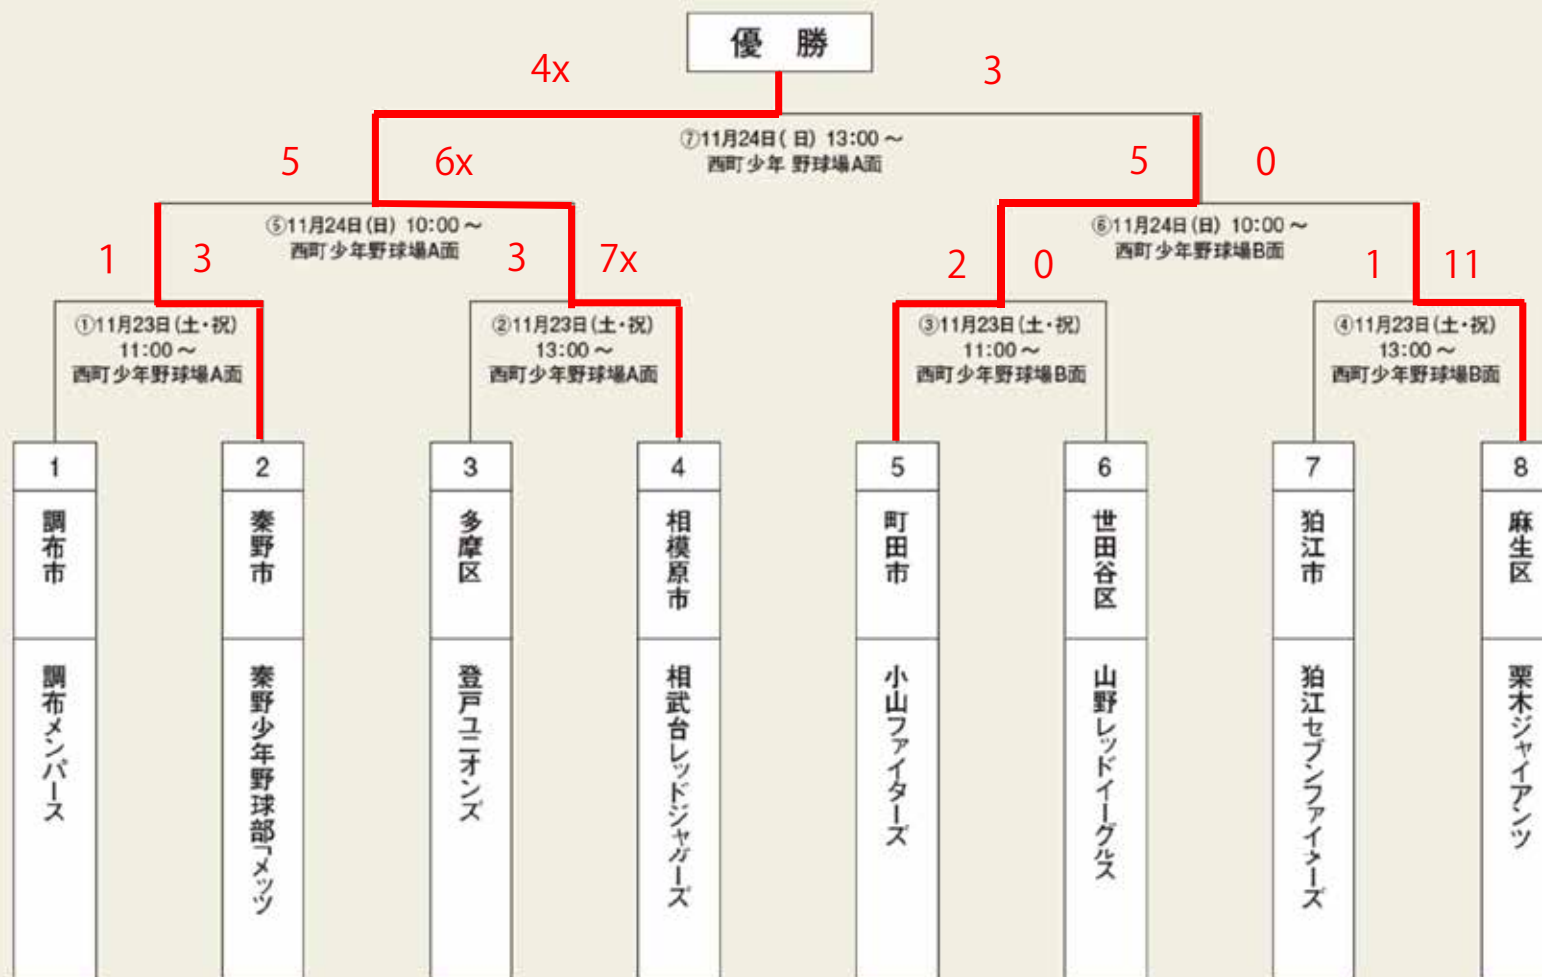 優 勝
4x
3
⑦11月24日(日) 13:00～
西町少年 野球場A面
5
6x
5
0
⑤11月24日(日) 10:00～
西町少年野球場A面
⑥11月24日(日) 10:00～
西町少年野球場B面
1
3
3
7x
2
0
1
11
①11月23日(土・祝)
11:00～
西町少年野球場A面
②11月23日(土・祝)
13:00～
西町少年野球場A面
③11月23日(土・祝)
11:00～
西町少年野球場B面
④11月23日(土・祝)
13:00～
西町少年野球場B面
1
調布市
調布メンパース
2
秦野市
秦野少年野球部「メッツ
3
多摩区
登戸ユニオンズ
4
相模原市
相武台レッドジャガーズ
5
町田市
小山ファイターズ
6
世田谷区
山野レッドイーグルス
7
狛江市
狛江セブンファイターズ
8
麻生区
栗木ジャイアンツ